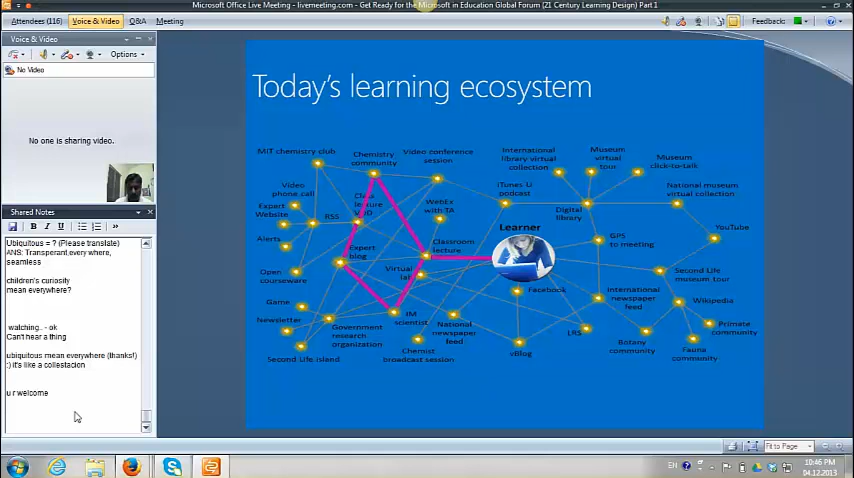 Microsoft Office Live Meeting - livemeeting.com - Get Ready for the Microsoft in Education Global Forum (21 Century Learning Design) Part 1
Attendees (116)
Voice & Video
Q&A
Meeting
Feedback:
Voice & Video
Options
No Video
No one is sharing video.
Shared Notes
B I U
Ubiquitous = ? (Please translate)
ANS: Transperant,every where,
seamless
children's curiosity
mean everywhere?
watching.. - ok
Can't hear a thing
ubiquitous mean everywhere (thanks!)
:) it's like a collestacion
u r welcome
Today's learning ecosystem
MIT chemistry club
Chemistry
community
Video conference
session
International
library virtual
collection
Museum
virtual
tour
Museum
click-to-talk
Video
phone call
Class
lecture
VOD
iTunes U
podcast
National museum
virtual collection
Expert
Website
RSS
WebEx
with TA
Digital
library
Learner
YouTube
Alerts
Expert
blog
Classroom
lecture
GPS
to meeting
Open
courseware
Virtual
lab
Second Life
museum tour
Facebook
International
newspaper
feed
Game
Wikipedia
Newsletter
IM
scientist
Government
research
organization
National
newspaper
feed
LRS
Primate
community
Second Life island
Chemist
broadcast session
vBlog
Botany
community
Fauna
community
Fit to Page
EN
10:46 PM
04.12.2013